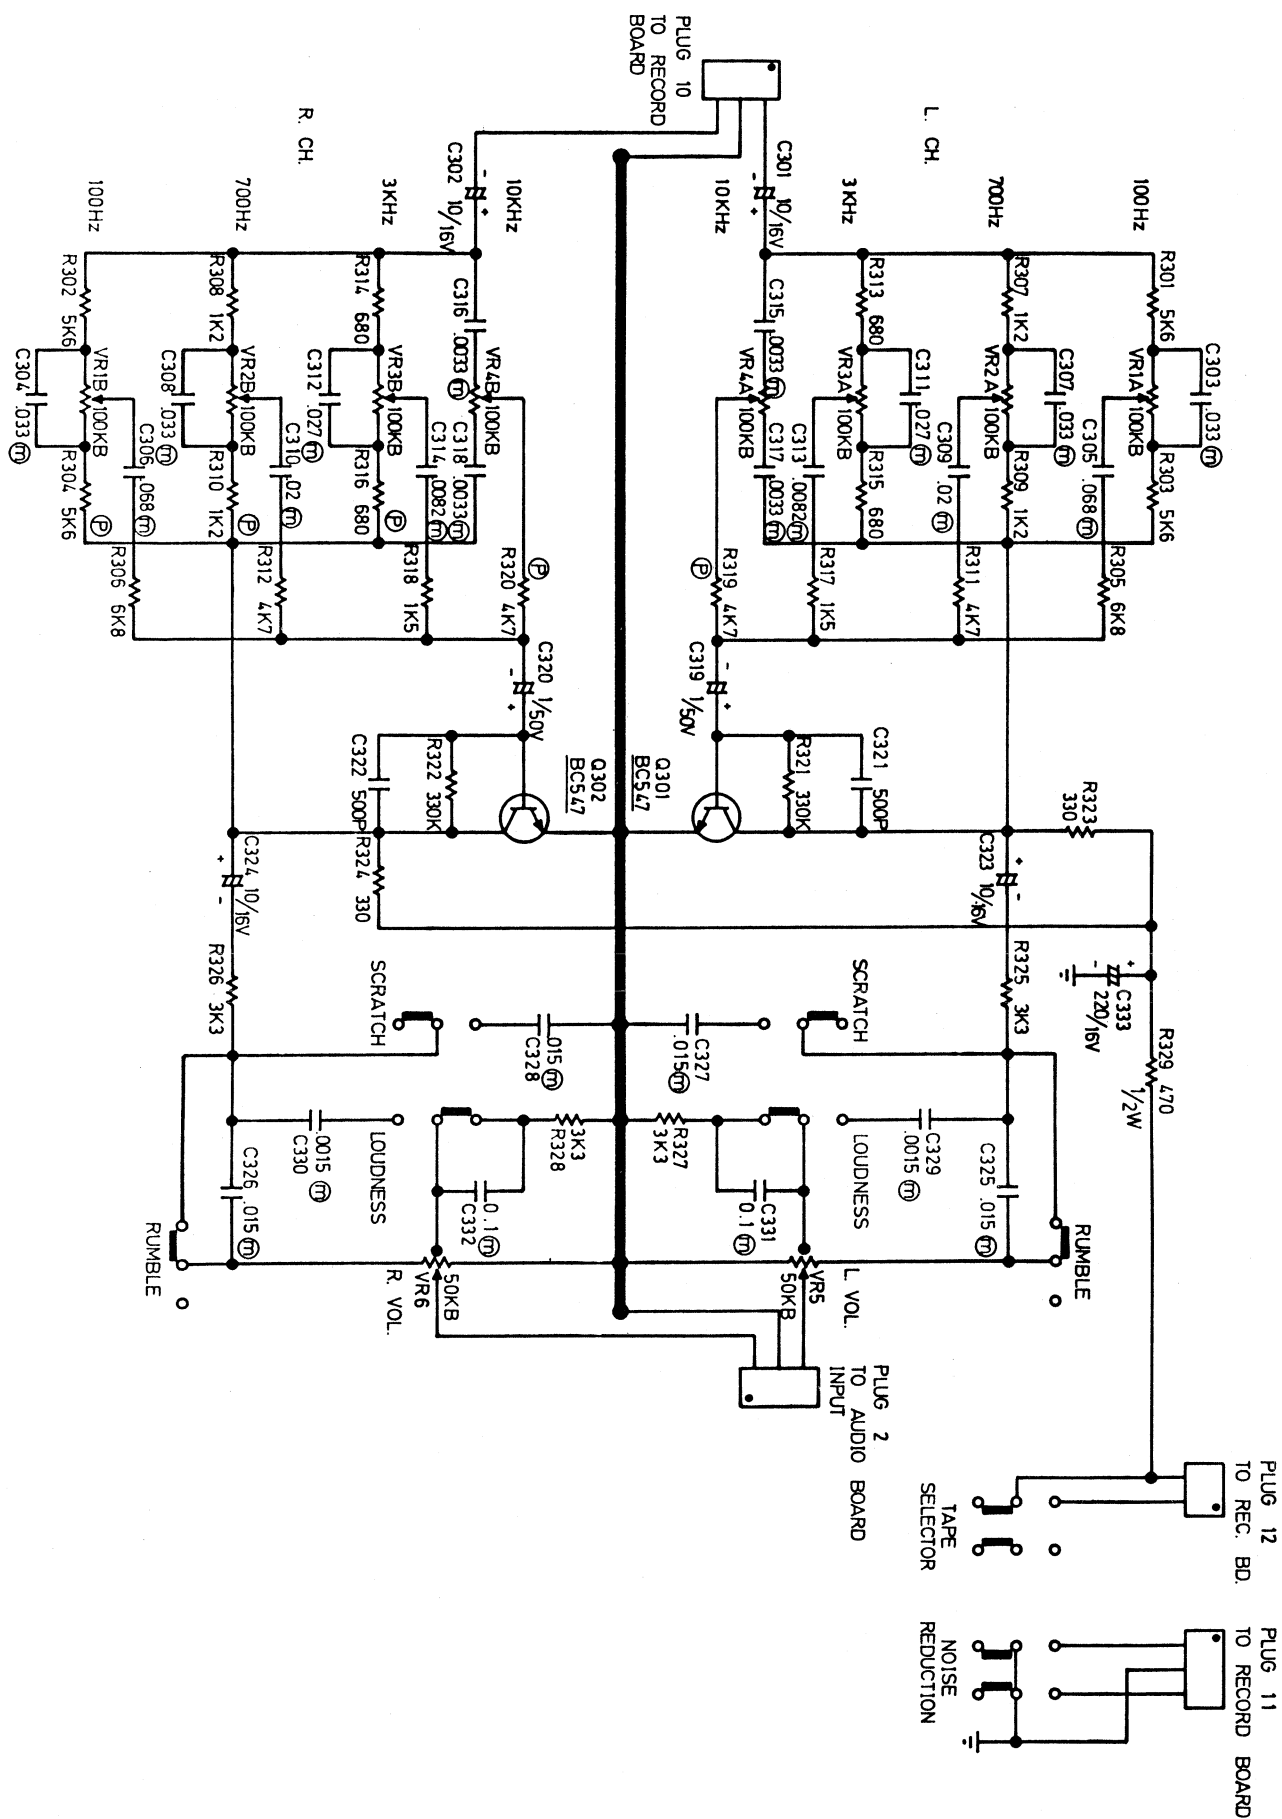 PLUG 10
TO RECORD
BOARD
L. CH.
100Hz
R301 5K6
C303 .033 ⓜ
VR1A 100KB
C305 .068 ⓜ
R303 5K6
R305 6K8
700Hz
R307 1K2
C307 .033 ⓜ
VR2A 100KB
C309 .02 ⓜ
R309 1K2
R311 4K7
3KHz
R313 680
C311 .027 ⓜ
VR3A 100KB
C313 .0082 ⓜ
R315 680
R317 1K5
10KHz
C301 10/16V
- +
C315 .0033 ⓜ
VR4A 100KB
C317 .0033 ⓜ
R319 4K7
Ⓟ
C319 1/50V
- +
R321 330K
C321 500P
Q301
BC547
R323
330
C323 10/16V
+ -
R325 3K3
C333
220/16V
+ -
R329 470
1/2W
SCRATCH
C327
.015 ⓜ
R327
3K3
LOUDNESS
C329
.0015 ⓜ
C325 .015 ⓜ
C331
0.1 ⓜ
RUMBLE
L. VOL.
VR5
50KB
R. CH.
10KHz
C302 10/16V
- +
C316 .0033 ⓜ
VR4B 100KB
C318 .0033 ⓜ
R320 4K7
Ⓟ
3KHz
R314 680
VR3B 100KB
C312 .027 ⓜ
C314 .0082 ⓜ
R316 680
Ⓟ
R318 1K5
700Hz
R308 1K2
VR2B 100KB
C308 .033 ⓜ
C310 .02 ⓜ
R310 1K2
Ⓟ
R312 4K7
100Hz
R302 5K6
VR1B 100KB
C304 .033 ⓜ
C306 .068 ⓜ
R304 5K6
Ⓟ
R306 6K8
C320 1/50V
- +
Q302
BC547
R322 330K
C322 500P
R324 330
C324 10/16V
+ -
R326 3K3
SCRATCH
.015 ⓜ
C328
3K3
R328
LOUDNESS
.0015 ⓜ
C330
C326 .015 ⓜ
0.1 ⓜ
C332
RUMBLE
50KB
VR6
R. VOL.
PLUG 2
TO AUDIO BOARD
INPUT
PLUG 12
TO REC. BD.
TAPE
SELECTOR
PLUG 11
TO RECORD BOARD
NOISE
REDUCTION